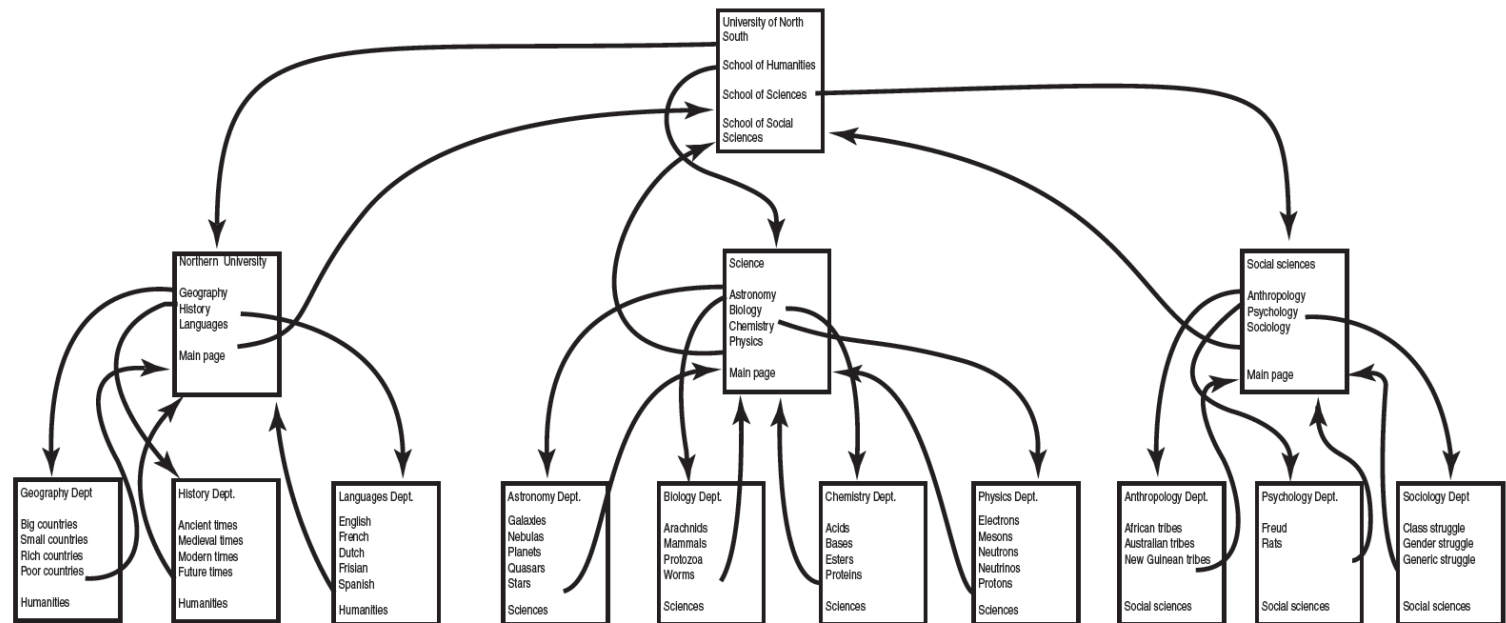 University of North
South
School of Humanities
School of Sciences
School of Social
Sciences
Northern University
Geography
History
Languages
Main page
Science
Astronomy
Biology
Chemistry
Physics
Main page
Social sciences
Anthropology
Psychology
Sociology
Main page
Geography Dept
Big countries
Small countries
Rich countries
Poor countries
Humanities
History Dept.
Ancient times
Medieval times
Modern times
Future times
Humanities
Languages Dept.
English
French
Dutch
Frisian
Spanish
Humanities
Astronomy Dept.
Galaxies
Nebulas
Planets
Quasars
Stars
Sciences
Biology Dept.
Arachnids
Mammals
Protozoa
Worms
Sciences
Chemistry Dept.
Acids
Bases
Esters
Proteins
Sciences
Physics Dept.
Electrons
Mesons
Neutrons
Neutrinos
Protons
Sciences
Anthropology Dept.
African tribes
Australian tribes
New Guinean tribes
Social sciences
Psychology Dept.
Freud
Rats
Social sciences
Sociology Dept
Class struggle
Gender struggle
Generic struggle
Social sciences